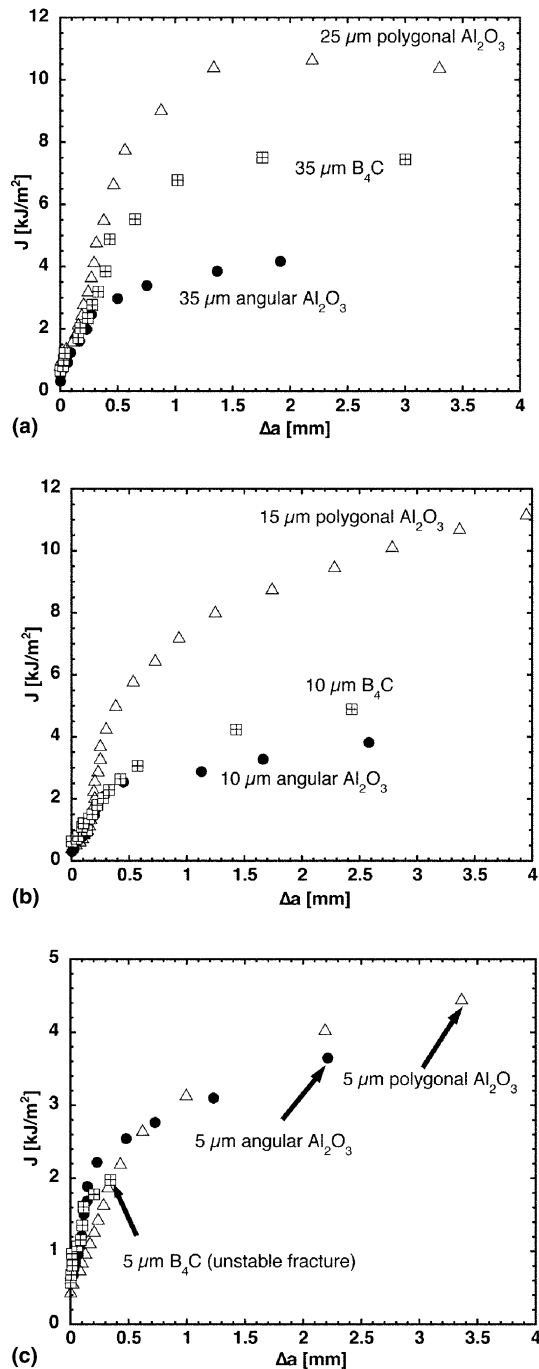 12
10
8
6
4
2
0
J [kJ/m²]
25 µm polygonal Al₂O₃
35 µm B₄C
35 µm angular Al₂O₃
0 0.5 1 1.5 2 2.5 3 3.5 4
Δa [mm]
(a)
12
10
8
6
4
2
0
J [kJ/m²]
15 µm polygonal Al₂O₃
10 µm B₄C
10 µm angular Al₂O₃
0 0.5 1 1.5 2 2.5 3 3.5 4
Δa [mm]
(b)
5
4
3
2
1
0
J [kJ/m²]
5 µm polygonal Al₂O₃
5 µm angular Al₂O₃
5 µm B₄C (unstable fracture)
0 0.5 1 1.5 2 2.5 3 3.5 4
Δa [mm]
(c)